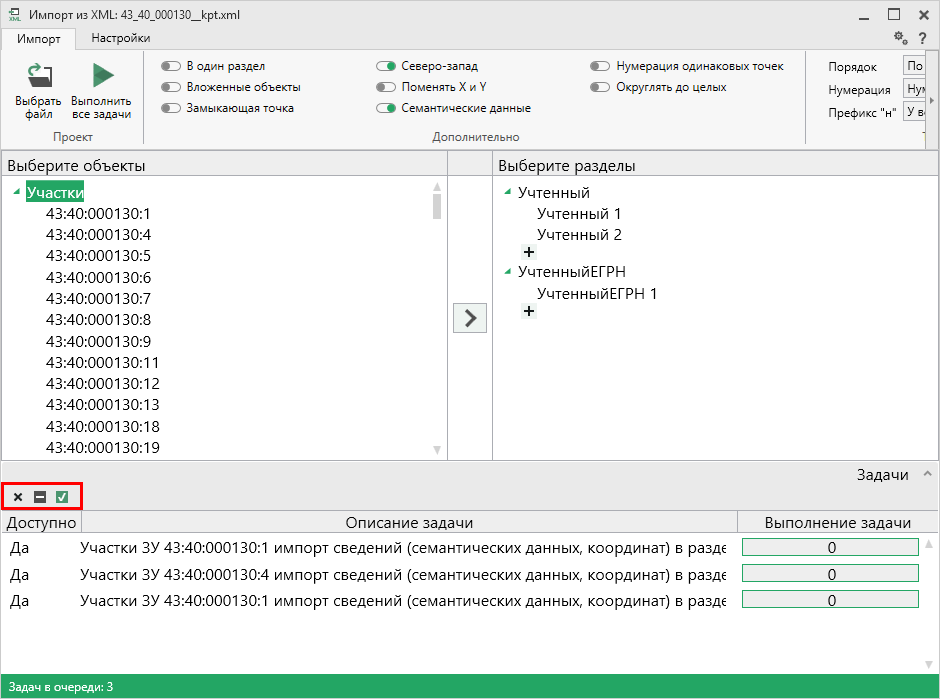 Импорт из XML: 43_40_000130__kpt.xml
Импорт Настройки
?
Выбрать файл
Выполнить все задачи
Проект
В один раздел
Вложенные объекты
Замыкающая точка
Северо-запад
Поменять X и Y
Семантические данные
Нумерация одинаковых точек
Округлять до целых
Дополнительно
Порядок По
Нумерация Нум
Префикс "н" У в
Выберите объекты
Участки
43:40:000130:1
43:40:000130:4
43:40:000130:5
43:40:000130:6
43:40:000130:7
43:40:000130:8
43:40:000130:9
43:40:000130:11
43:40:000130:12
43:40:000130:13
43:40:000130:18
43:40:000130:19
Выберите разделы
Учтенный
Учтенный 1
Учтенный 2
+
УчтенныйЕГРН
УчтенныйЕГРН 1
+
Задачи
Доступно Описание задачи Выполнение задачи
Да Участки ЗУ 43:40:000130:1 импорт сведений (семантических данных, координат) в разде 0
Да Участки ЗУ 43:40:000130:4 импорт сведений (семантических данных, координат) в разде 0
Да Участки ЗУ 43:40:000130:1 импорт сведений (семантических данных, координат) в разде 0
Задач в очереди: 3